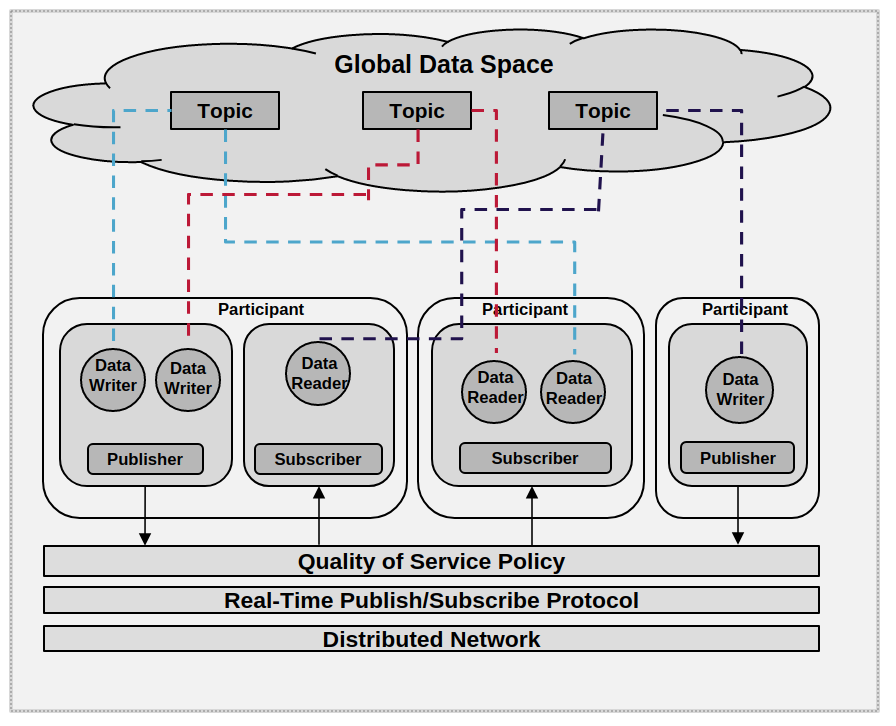 Global Data Space
Topic
Topic
Topic
Participant
Participant
Participant
Data
Writer
Data
Writer
Data
Reader
Data
Reader
Data
Reader
Data
Writer
Publisher
Subscriber
Subscriber
Publisher
Quality of Service Policy
Real-Time Publish/Subscribe Protocol
Distributed Network